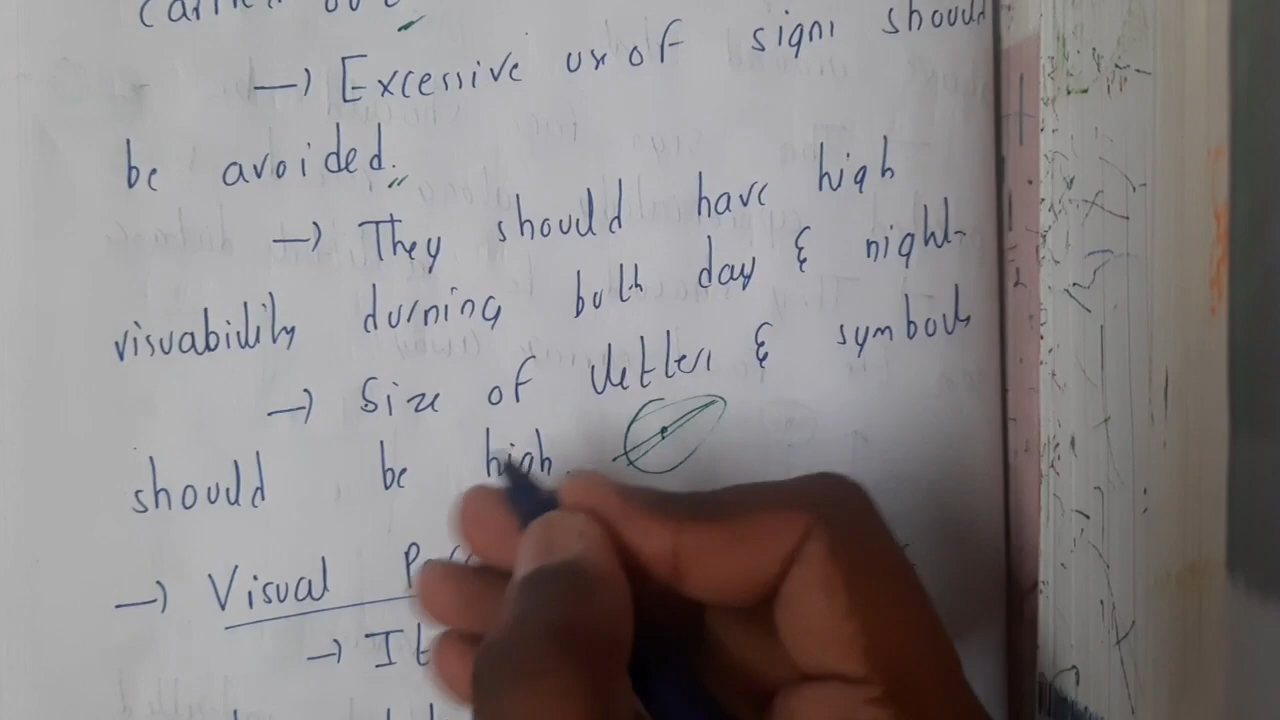 → Excessive use of signs should
be avoided.
→ They should have high
visuability durning both day & night
→ Size of letters & symbols
should be high.
→ Visual
→ It